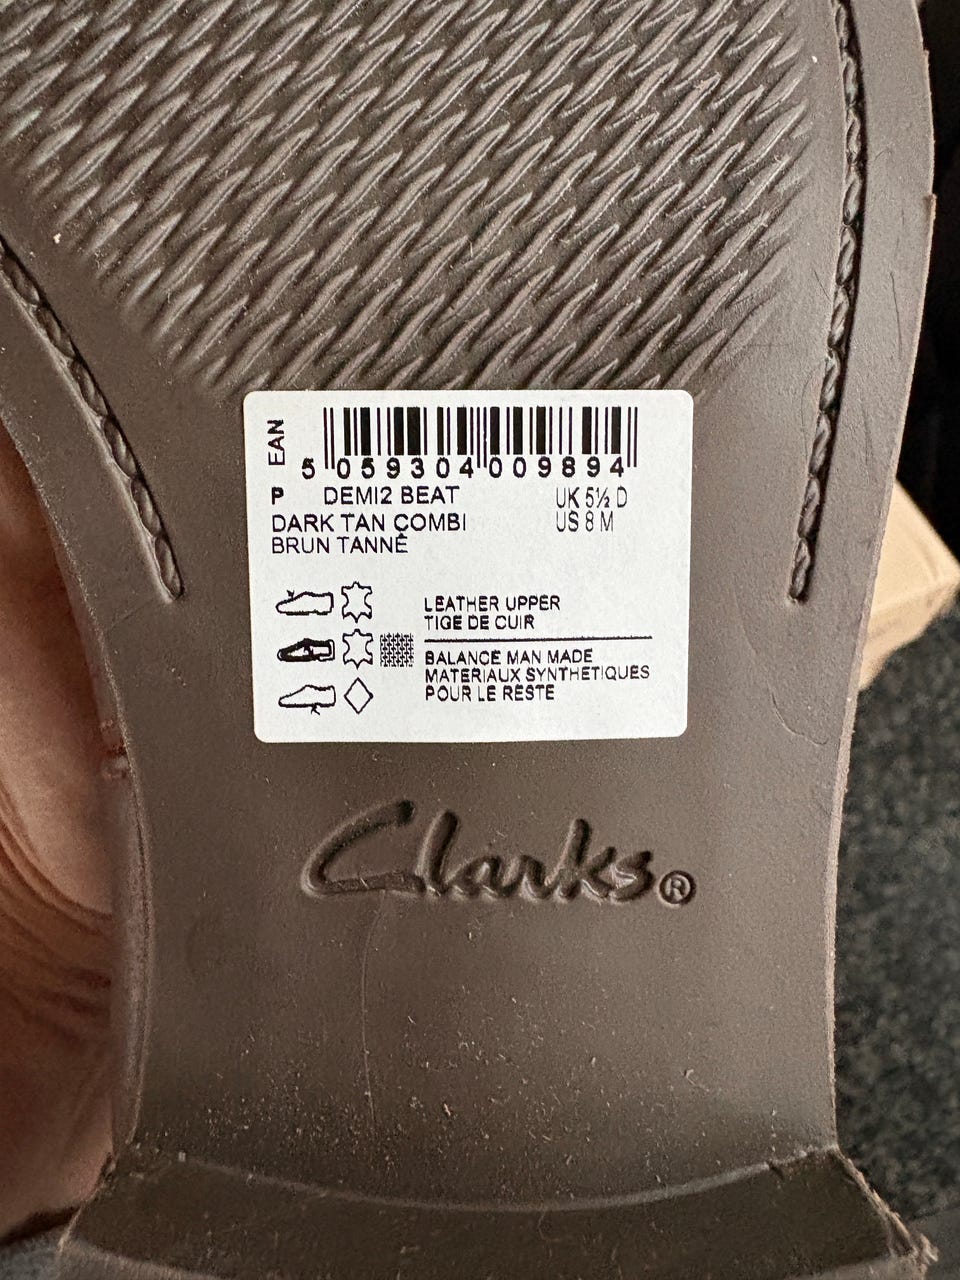 EAN
5 059304 009894
P DEMI2 BEAT UK 5½ D
DARK TAN COMBI US 8 M
BRUN TANNÉ
LEATHER UPPER
TIGE DE CUIR
BALANCE MAN MADE
MATERIAUX SYNTHETIQUES
POUR LE RESTE
Clarks®